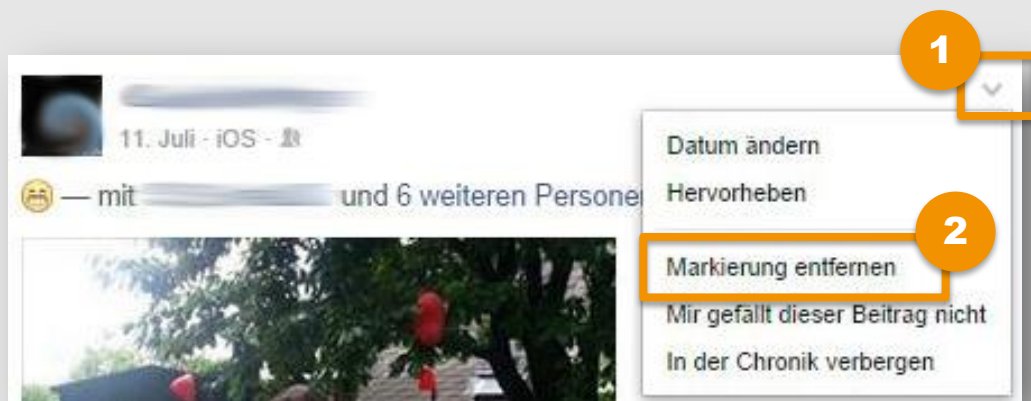 1
11. Juli · iOS ·
Datum ändern
— mit und 6 weiteren Persone
Hervorheben
2
Markierung entfernen
Mir gefällt dieser Beitrag nicht
In der Chronik verbergen